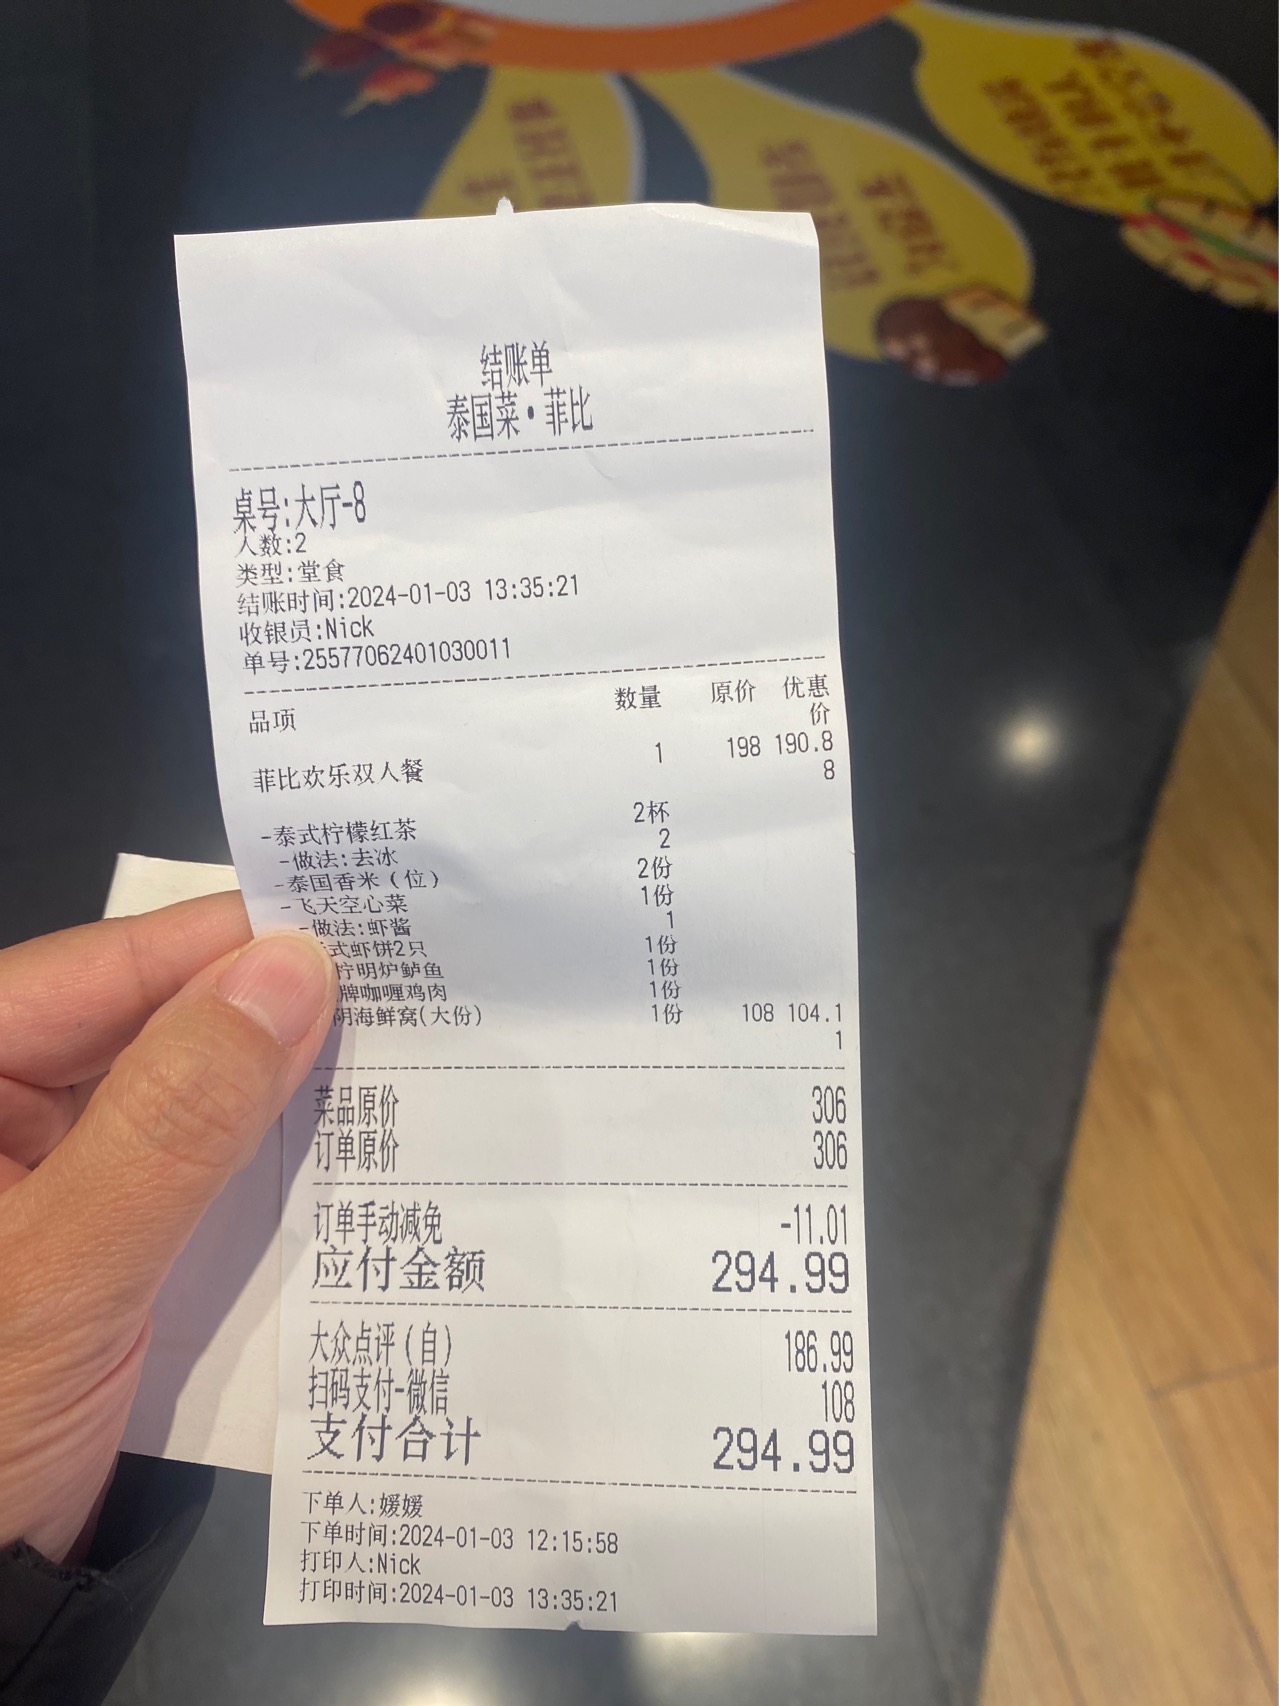 结账单
泰国菜·菲比
桌号:大厅-8
人数:2
类型:堂食
结账时间:2024-01-03 13:35:21
收银员:Nick
单号:25577062401030011
品项 数量 原价 优惠价
菲比欢乐双人餐 1 198 190.88
-泰式柠檬红茶 2杯
-做法:去冰 2
-泰国香米(位) 2份
-飞天空心菜 1份
-做法:虾酱 1
式虾饼2只 1份
柠明炉鲈鱼 1份
牌咖喱鸡肉 1份
阴海鲜窝(大份) 1份 108 104.11
菜品原价 306
订单原价 306
订单手动减免 -11.01
应付金额 294.99
大众点评(自) 186.99
扫码支付-微信 108
支付合计 294.99
下单人:媛媛
下单时间:2024-01-03 12:15:58
打印人:Nick
打印时间:2024-01-03 13:35:21